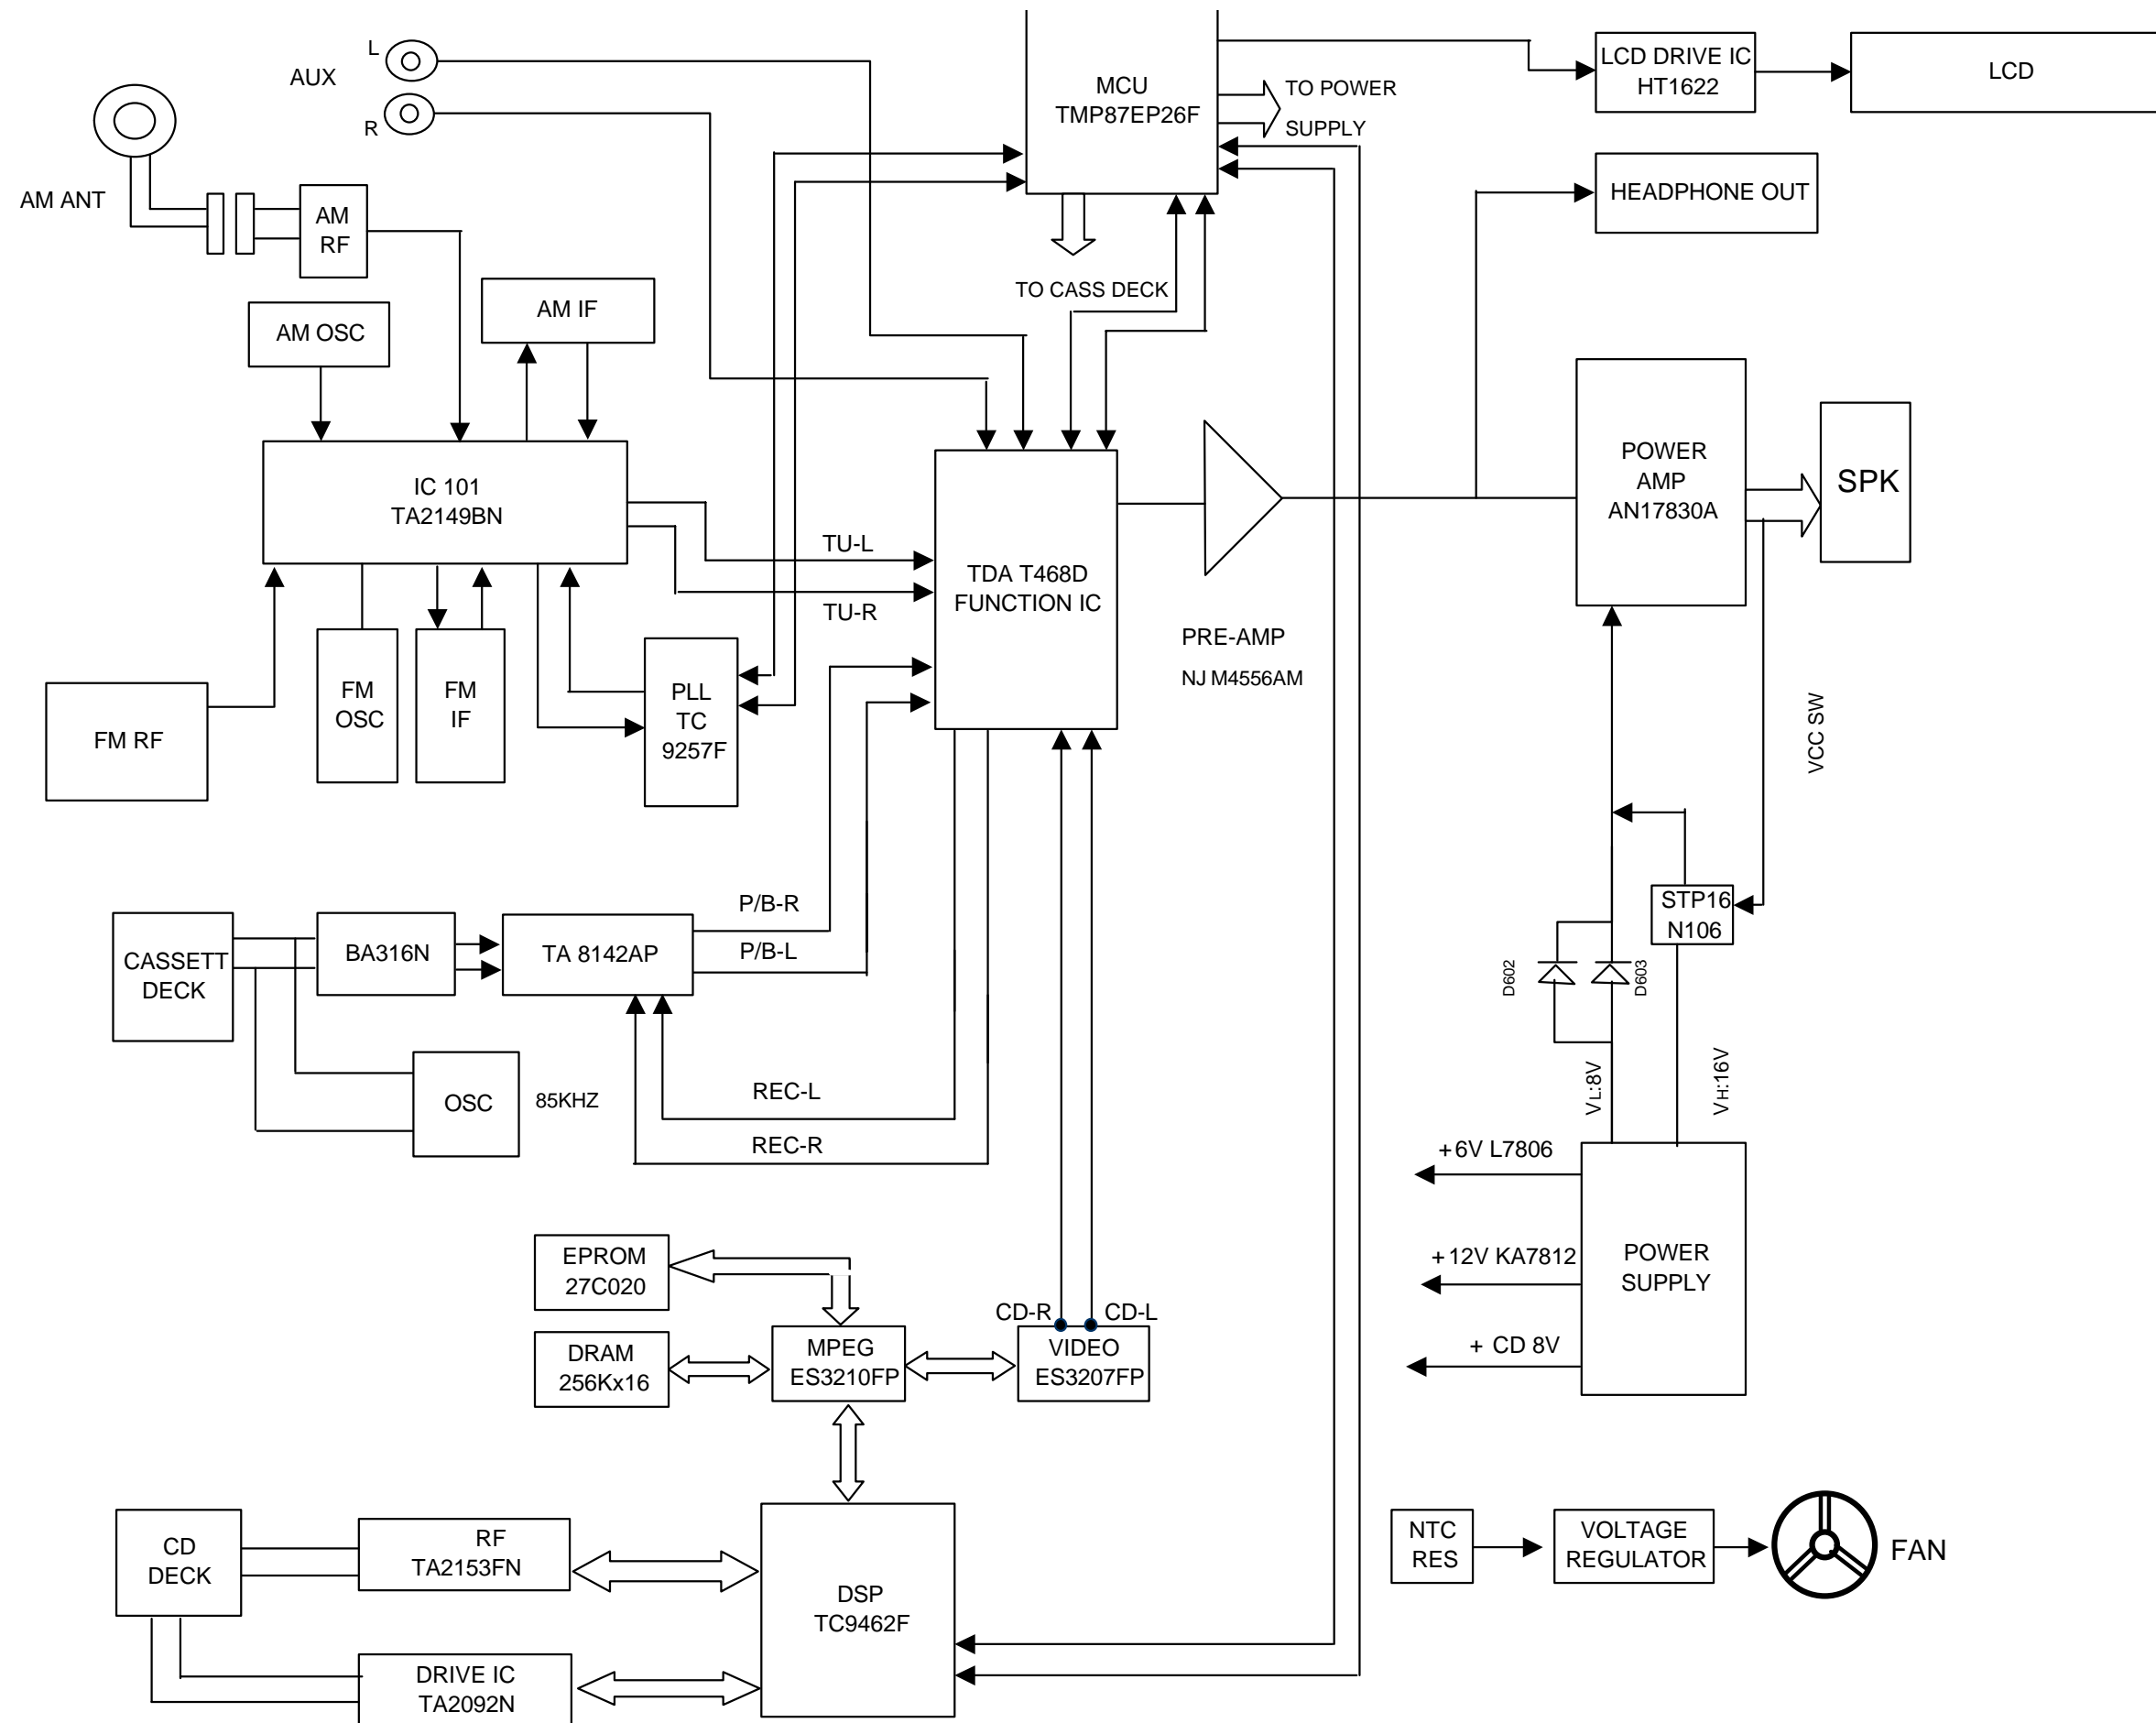 L
AUX
R
AM ANT
AM
RF
AM OSC
AM IF
IC 101
TA2149BN
FM RF
FM
OSC
FM
IF
PLL
TC
9257F
TU-L
TU-R
MCU
TMP87EP26F
TO POWER
SUPPLY
TO CASS DECK
LCD DRIVE IC
HT1622
LCD
HEADPHONE OUT
TDA T468D
FUNCTION IC
PRE-AMP
NJ M4556AM
POWER
AMP
AN17830A
SPK
VCC SW
STP16
N106
D602
D603
VL:8V
VH:16V
CASSETT
DECK
BA316N
TA 8142AP
P/B-R
P/B-L
OSC
85KHZ
REC-L
REC-R
+6V L7806
+12V KA7812
+ CD 8V
POWER
SUPPLY
EPROM
27C020
DRAM
256Kx16
MPEG
ES3210FP
CD-R
CD-L
VIDEO
ES3207FP
CD
DECK
RF
TA2153FN
DRIVE IC
TA2092N
DSP
TC9462F
NTC
RES
VOLTAGE
REGULATOR
FAN